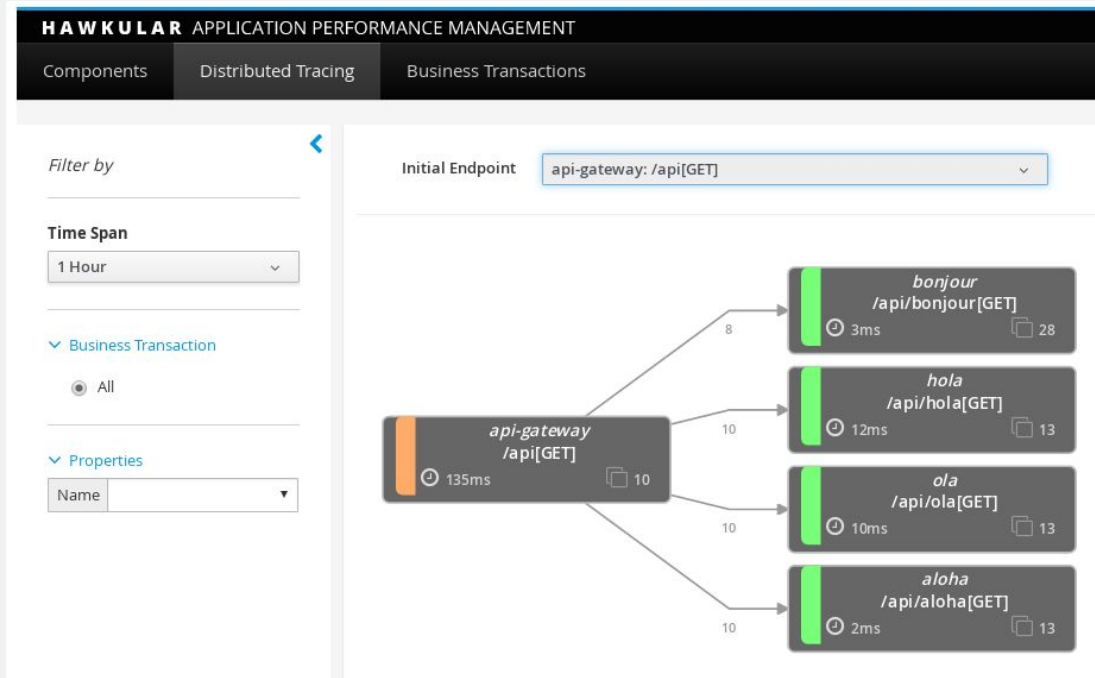 HAWKULAR APPLICATION PERFORMANCE MANAGEMENT
Components Distributed Tracing Business Transactions
Filter by
Time Span
1 Hour
Business Transaction
All
Properties
Name
Initial Endpoint api-gateway: /api[GET]
api-gateway
/api[GET]
135ms 10
8
10
10
10
bonjour
/api/bonjour[GET]
3ms 28
hola
/api/hola[GET]
12ms 13
ola
/api/ola[GET]
10ms 13
aloha
/api/aloha[GET]
2ms 13